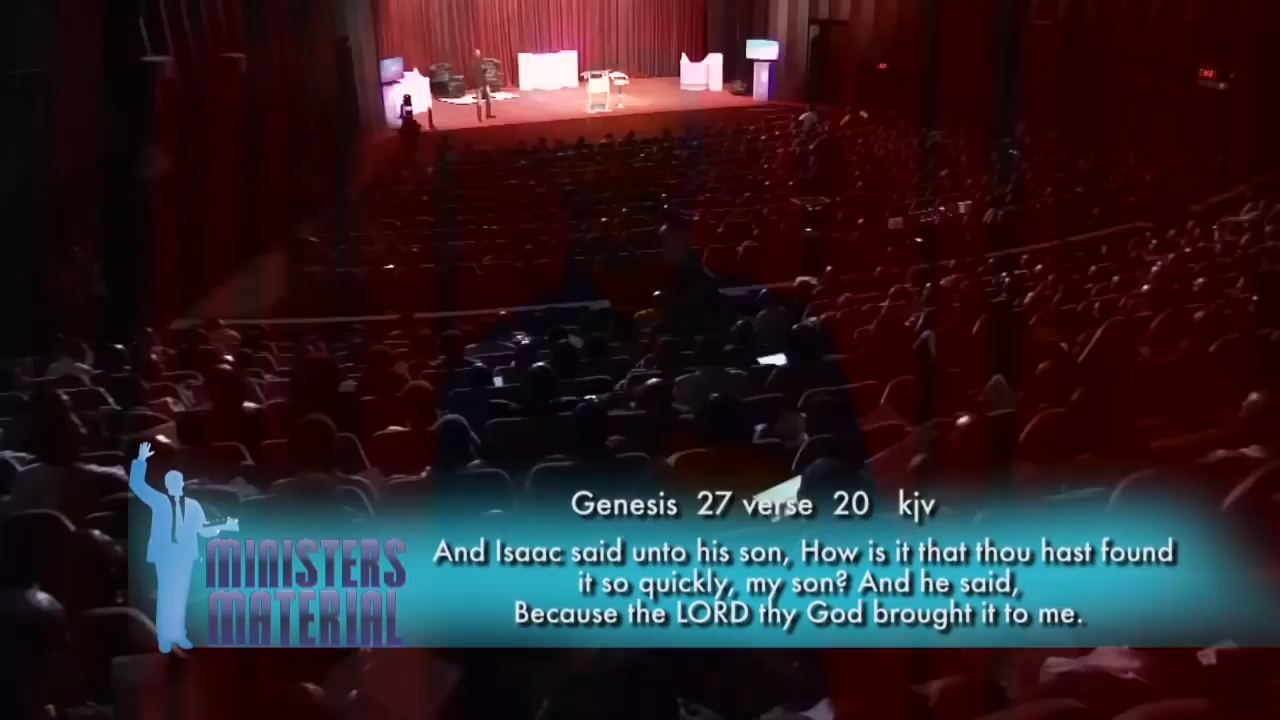 Genesis 27 verse 20 kjv
And Isaac said unto his son, How is it that thou hast found
it so quickly, my son? And he said,
Because the LORD thy God brought it to me.
MINISTERS
MATERIAL